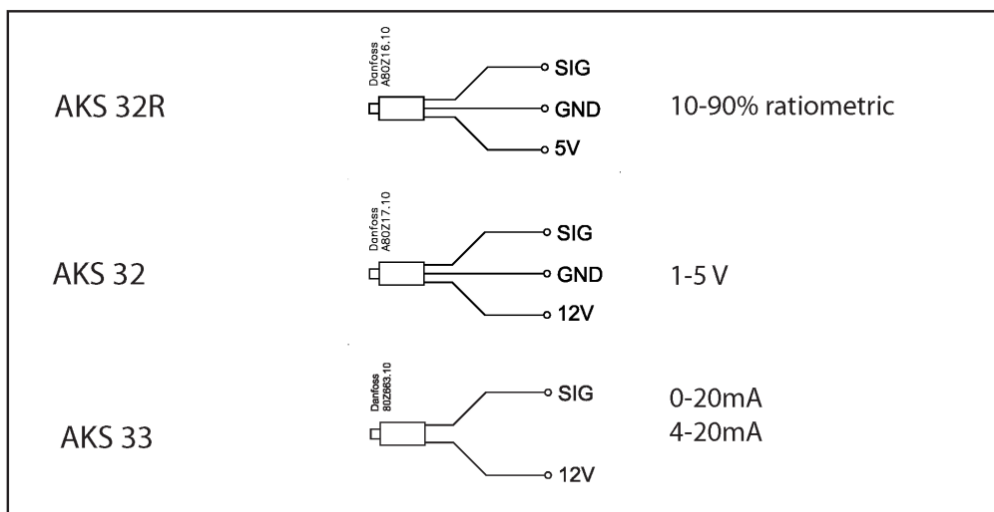 AKS 32R
Danfoss
A80Z16.10
SIG
GND
5V
10-90% ratiometric
AKS 32
Danfoss
A80Z17.10
SIG
GND
12V
1-5 V
AKS 33
Danfoss
80Z663.10
SIG
12V
0-20mA
4-20mA